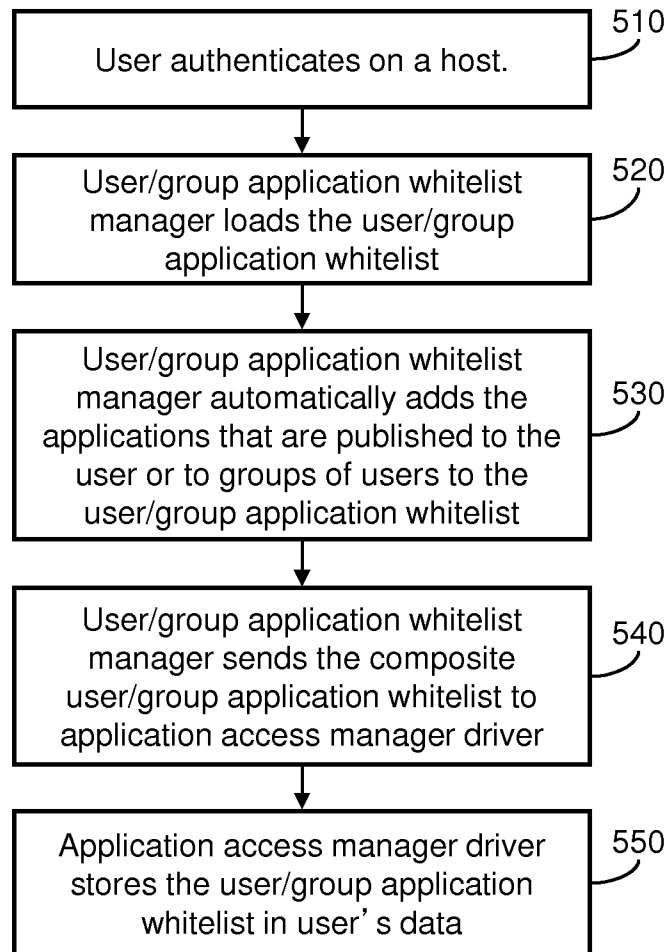 510
User authenticates on a host.
520
User/group application whitelist
manager loads the user/group
application whitelist
530
User/group application whitelist
manager automatically adds the
applications that are published to the
user or to groups of users to the
user/group application whitelist
540
User/group application whitelist
manager sends the composite
user/group application whitelist to
application access manager driver
550
Application access manager driver
stores the user/group application
whitelist in user’s data